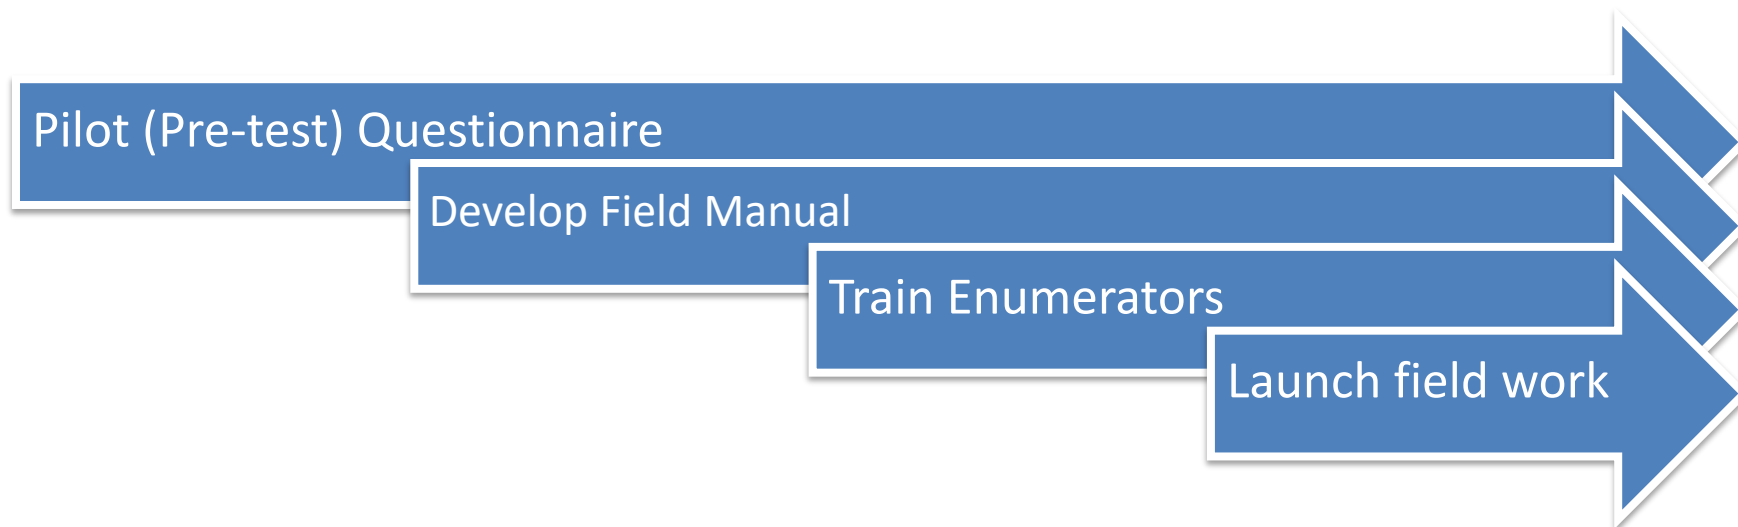 Pilot (Pre-test) Questionnaire
Develop Field Manual
Train Enumerators
Launch field work